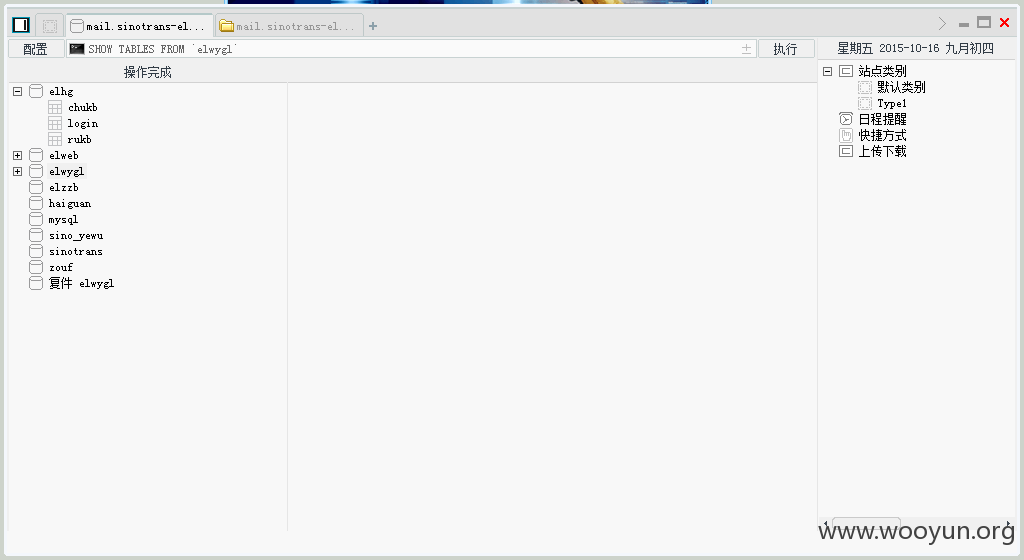 mail.sinotrans-el...
mail.sinotrans-el...
配置
SHOW TABLES FROM `elwygl`
执行
星期五 2015-10-16 九月初四
操作完成
elhg
chukb
login
rukb
elweb
elwygl
elzzb
haiguan
mysql
sino_yewu
sinotrans
zouf
复件 elwygl
站点类别
默认类别
Type1
日程提醒
快捷方式
上传下载
www.wooyun.org